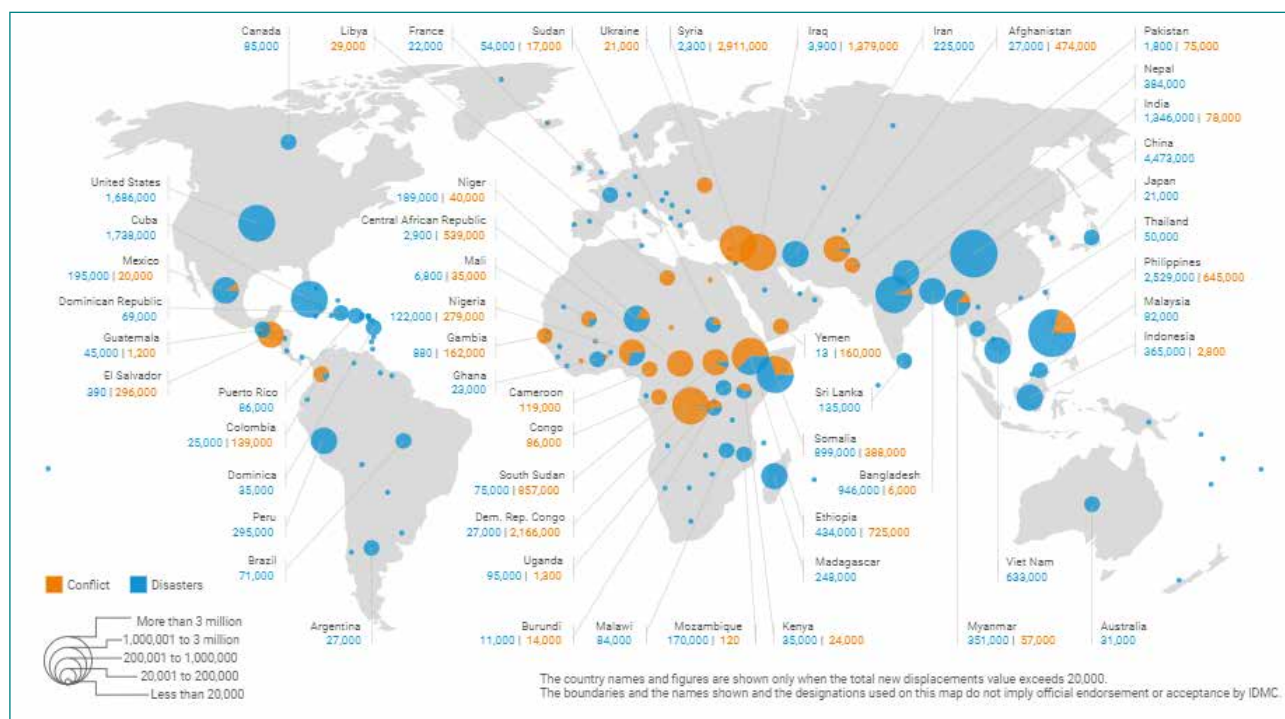 Canada
85,000
Libya
29,000
France
22,000
Sudan
54,000 | 17,000
Ukraine
21,000
Syria
2,300 | 2,911,000
Iraq
3,900 | 1,379,000
Iran
225,000
Afghanistan
27,000 | 474,000
Pakistan
1,800 | 75,000
Nepal
384,000
India
1,346,000 | 78,000
China
4,473,000
Japan
21,000
Thailand
50,000
Philippines
2,529,000 | 645,000
Malaysia
82,000
Indonesia
365,000 | 2,800
United States
1,686,000
Cuba
1,738,000
Mexico
195,000 | 20,000
Dominican Republic
69,000
Guatemala
45,000 | 1,200
El Salvador
390 | 296,000
Puerto Rico
86,000
Colombia
25,000 | 139,000
Dominica
35,000
Peru
295,000
Brazil
71,000
Argentina
27,000
Niger
189,000 | 40,000
Central African Republic
2,900 | 539,000
Mali
6,800 | 35,000
Nigeria
122,000 | 279,000
Gambia
880 | 162,000
Ghana
23,000
Cameroon
119,000
Congo
86,000
South Sudan
75,000 | 857,000
Dem. Rep. Congo
27,000 | 2,166,000
Uganda
95,000 | 1,300
Burundi
11,000 | 14,000
Malawi
84,000
Mozambique
170,000 | 120
Kenya
35,000 | 24,000
Yemen
13 | 160,000
Sri Lanka
135,000
Somalia
899,000 | 388,000
Bangladesh
946,000 | 6,000
Ethiopia
434,000 | 725,000
Madagascar
248,000
Viet Nam
633,000
Myanmar
351,000 | 57,000
Australia
31,000
Conflict
Disasters
More than 3 million
1,000,001 to 3 million
200,001 to 1,000,000
20,001 to 200,000
Less than 20,000
The country names and figures are shown only when the total new displacements value exceeds 20,000.
The boundaries and the names shown and the designations used on this map do not imply official endorsement or acceptance by IDMC.